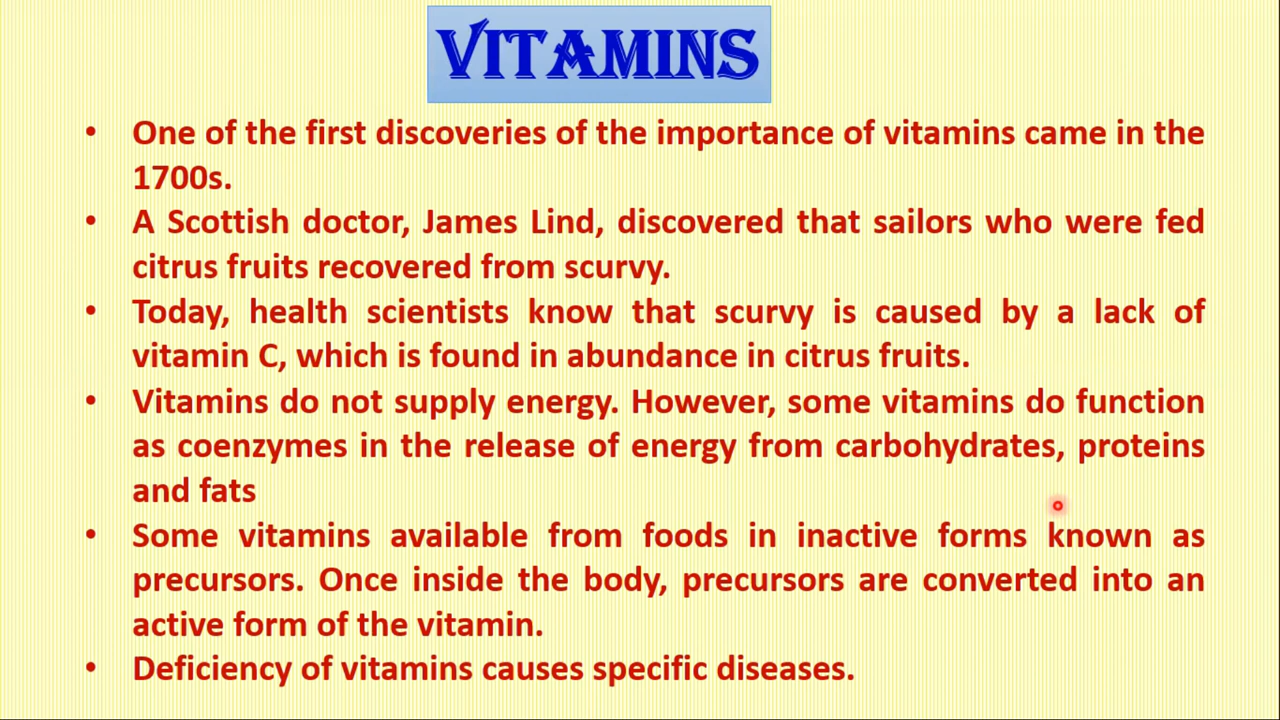 VITAMINS
• One of the first discoveries of the importance of vitamins came in the
1700s.
• A Scottish doctor, James Lind, discovered that sailors who were fed
citrus fruits recovered from scurvy.
• Today, health scientists know that scurvy is caused by a lack of
vitamin C, which is found in abundance in citrus fruits.
• Vitamins do not supply energy. However, some vitamins do function
as coenzymes in the release of energy from carbohydrates, proteins
and fats
• Some vitamins available from foods in inactive forms known as
precursors. Once inside the body, precursors are converted into an
active form of the vitamin.
• Deficiency of vitamins causes specific diseases.